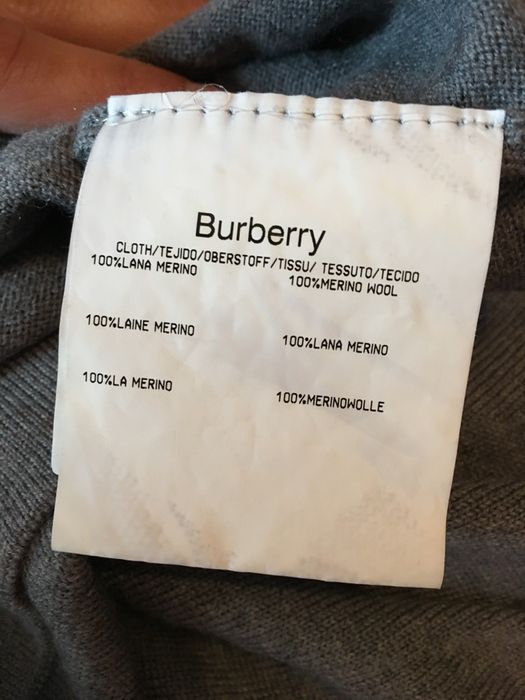 Burberry
CLOTH/TEJIDO/OBERSTOFF/TISSU/ TESSUTO/TECIDO
100%LANA MERINO 100%MERINO WOOL
100%LAINE MERINO 100%LANA MERINO
100%LA MERINO 100%MERINOWOLLE